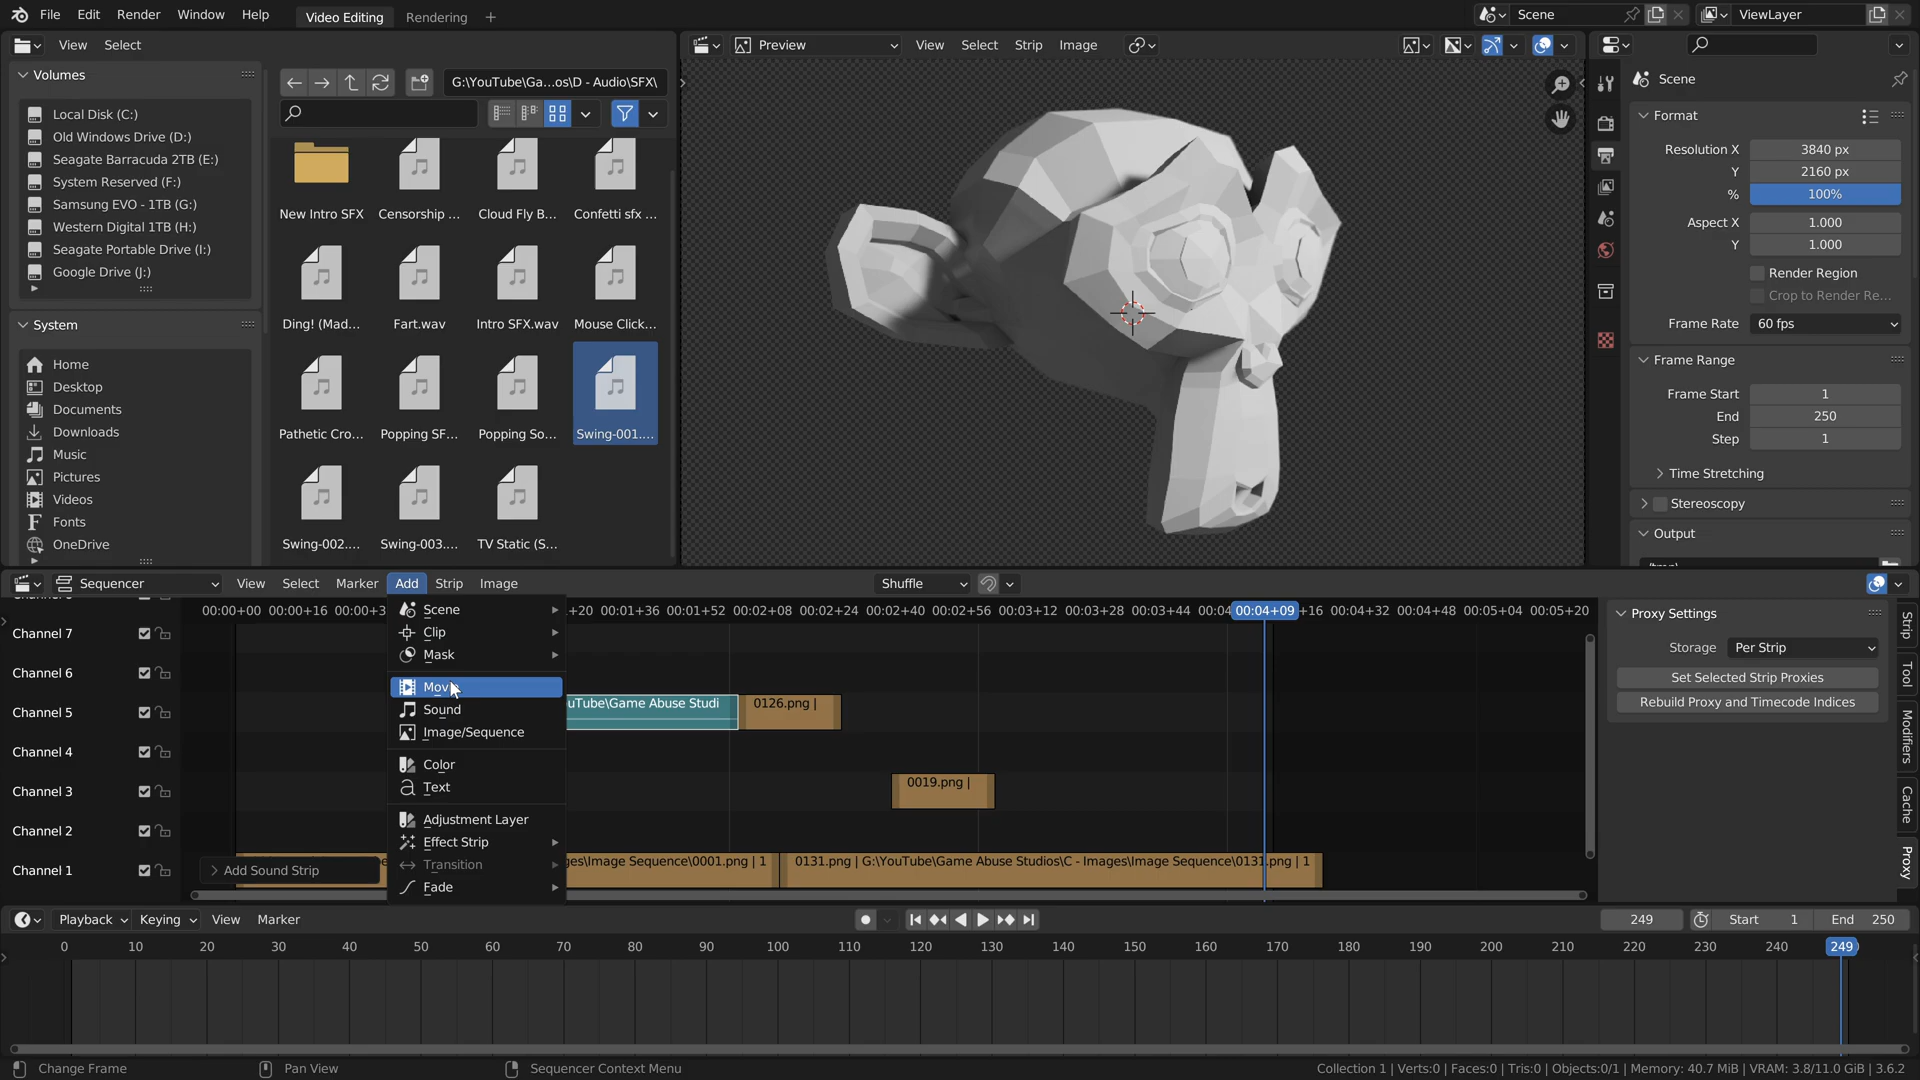 File Edit Render Window Help Video Editing Rendering + Scene ViewLayer
View Select
Preview View Select Strip Image
Volumes
Local Disk (C:)
Old Windows Drive (D:)
Seagate Barracuda 2TB (E:)
System Reserved (F:)
Samsung EVO - 1TB (G:)
Western Digital 1TB (H:)
Seagate Portable Drive (I:)
Google Drive (J:)
System
Home
Desktop
Documents
Downloads
Music
Pictures
Videos
Fonts
OneDrive
G:\YouTube\Ga...os\D - Audio\SFX\
New Intro SFX Censorship ... Cloud Fly B... Confetti sfx ...
Ding! (Mad... Fart.wav Intro SFX.wav Mouse Click...
Pathetic Cro... Popping SF... Popping So... Swing-001....
Swing-002.... Swing-003.... TV Static (S...
Scene
Format
Resolution X 3840 px
Y 2160 px
% 100%
Aspect X 1.000
Y 1.000
Render Region
Crop to Render Re...
Frame Rate 60 fps
Frame Range
Frame Start 1
End 250
Step 1
Time Stretching
Stereoscopy
Output
Sequencer View Select Marker Add Strip Image Shuffle
00:00+00 00:00+16 00:00+3 +20 00:01+36 00:01+52 00:02+08 00:02+24 00:02+40 00:02+56 00:03+12 00:03+28 00:03+44 00:04 00:04+09 +16 00:04+32 00:04+48 00:05+04 00:05+20
Channel 7
Channel 6
Channel 5
Channel 4
Channel 3
Channel 2
Channel 1
Scene
Clip
Mask
Mov
Sound
Image/Sequence
Color
Text
Adjustment Layer
Effect Strip
Transition
Fade
uTube\Game Abuse Studi 0126.png |
0019.png |
Add Sound Strip
ges\Image Sequence\0001.png | 1 0131.png | G:\YouTube\Game Abuse Studios\C - Images\Image Sequence\0131.png | 1
Proxy Settings
Storage Per Strip
Set Selected Strip Proxies
Rebuild Proxy and Timecode Indices
Strip
Tool
Modifiers
Cache
Proxy
Playback Keying View Marker 249 Start 1 End 250
0 10 20 30 40 50 60 70 80 90 100 110 120 130 140 150 160 170 180 190 200 210 220 230 240 249
Change Frame Pan View Sequencer Context Menu Collection 1 | Verts:0 | Faces:0 | Tris:0 | Objects:0/1 | Memory: 40.7 MiB | VRAM: 3.8/11.0 GiB | 3.6.2